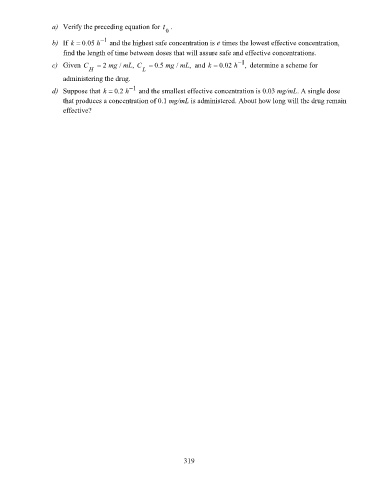 a) Verify the preceding equation for t₀.
b) If k = 0.05 h⁻¹ and the highest safe concentration is e times the lowest effective concentration,
find the length of time between doses that will assure safe and effective concentrations.
c) Given C_H = 2 mg / mL, C_L = 0.5 mg / mL, and k = 0.02 h⁻¹, determine a scheme for
administering the drug.
d) Suppose that k = 0.2 h⁻¹ and the smallest effective concentration is 0.03 mg/mL. A single dose
that produces a concentration of 0.1 mg/mL is administered. About how long will the drug remain
effective?
319